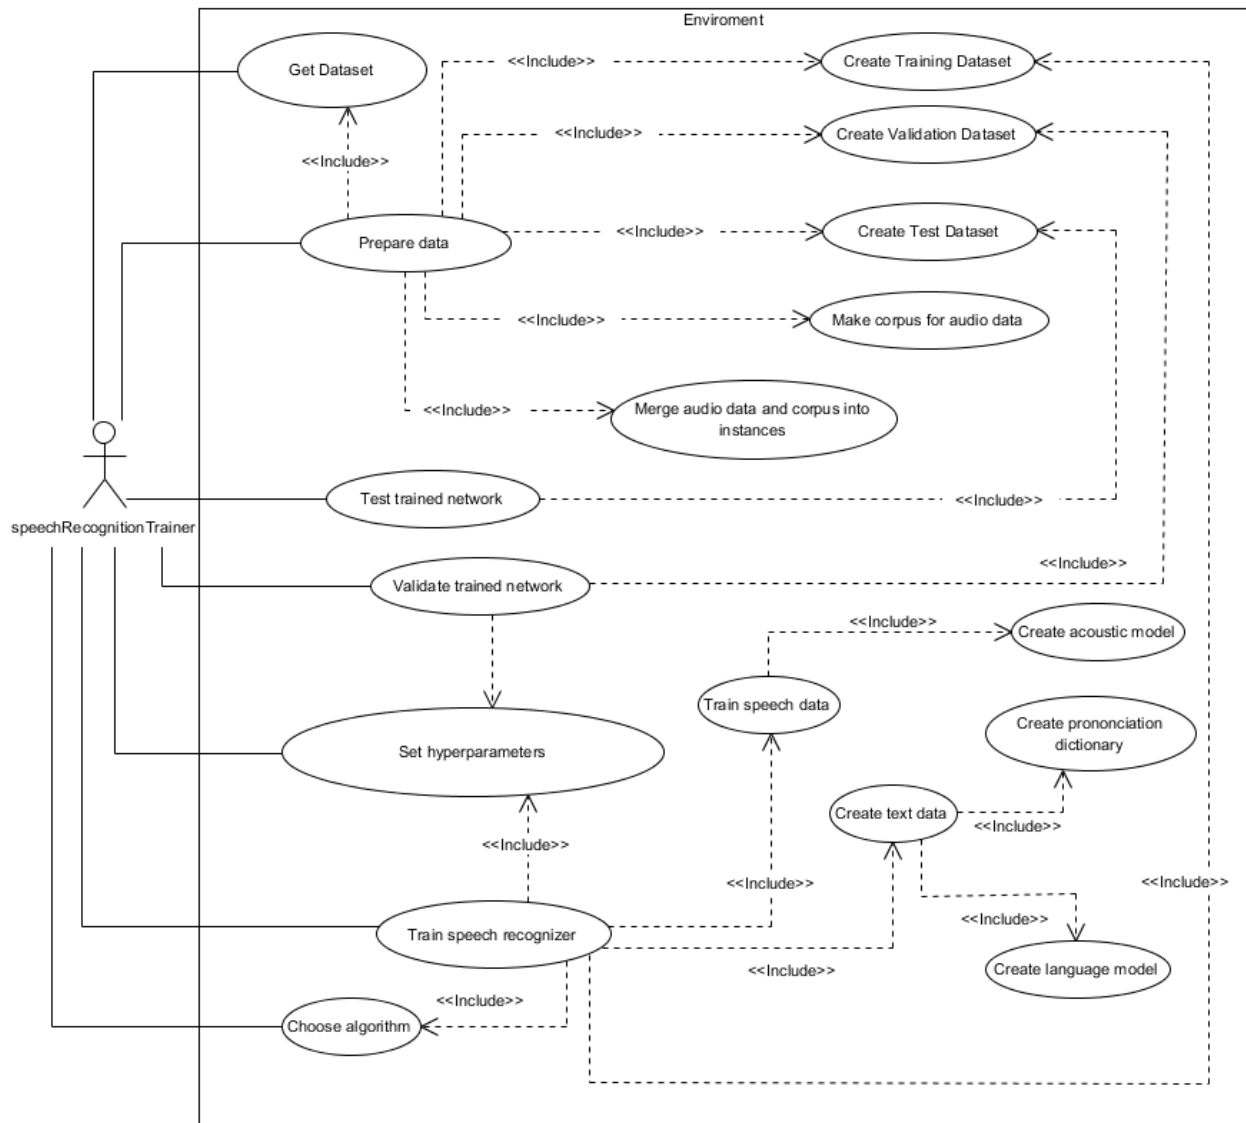 Enviroment
Get Dataset
<<Include>>
Create Training Dataset
<<Include>>
Create Validation Dataset
<<Include>>
Prepare data
<<Include>>
Create Test Dataset
<<Include>>
Make corpus for audio data
<<Include>>
Merge audio data and corpus into
instances
speechRecognitionTrainer
Test trained network
<<Include>>
Validate trained network
<<Include>>
<<Include>>
Create acoustic model
Train speech data
Create prononciation
dictionary
Set hyperparameters
Create text data
<<Include>>
<<Include>>
<<Include>>
<<Include>>
<<Include>>
Train speech recognizer
<<Include>>
Create language model
<<Include>>
Choose algorithm